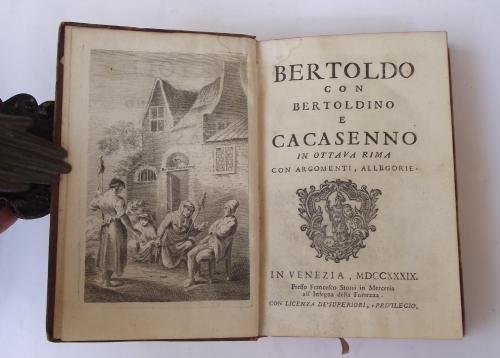 BERTOLDO
CON
BERTOLDINO
E
CACASENNO
IN OTTAVA RIMA
CON ARGOMENTI, ALLEGORIE.
IN VENEZIA, MDCCXXXIX.
Presso Francesco Storti in Merceria
all' Insegna della Fortezza.
CON LICENZA DE' SUPERIORI, e PRIVILEGIO.